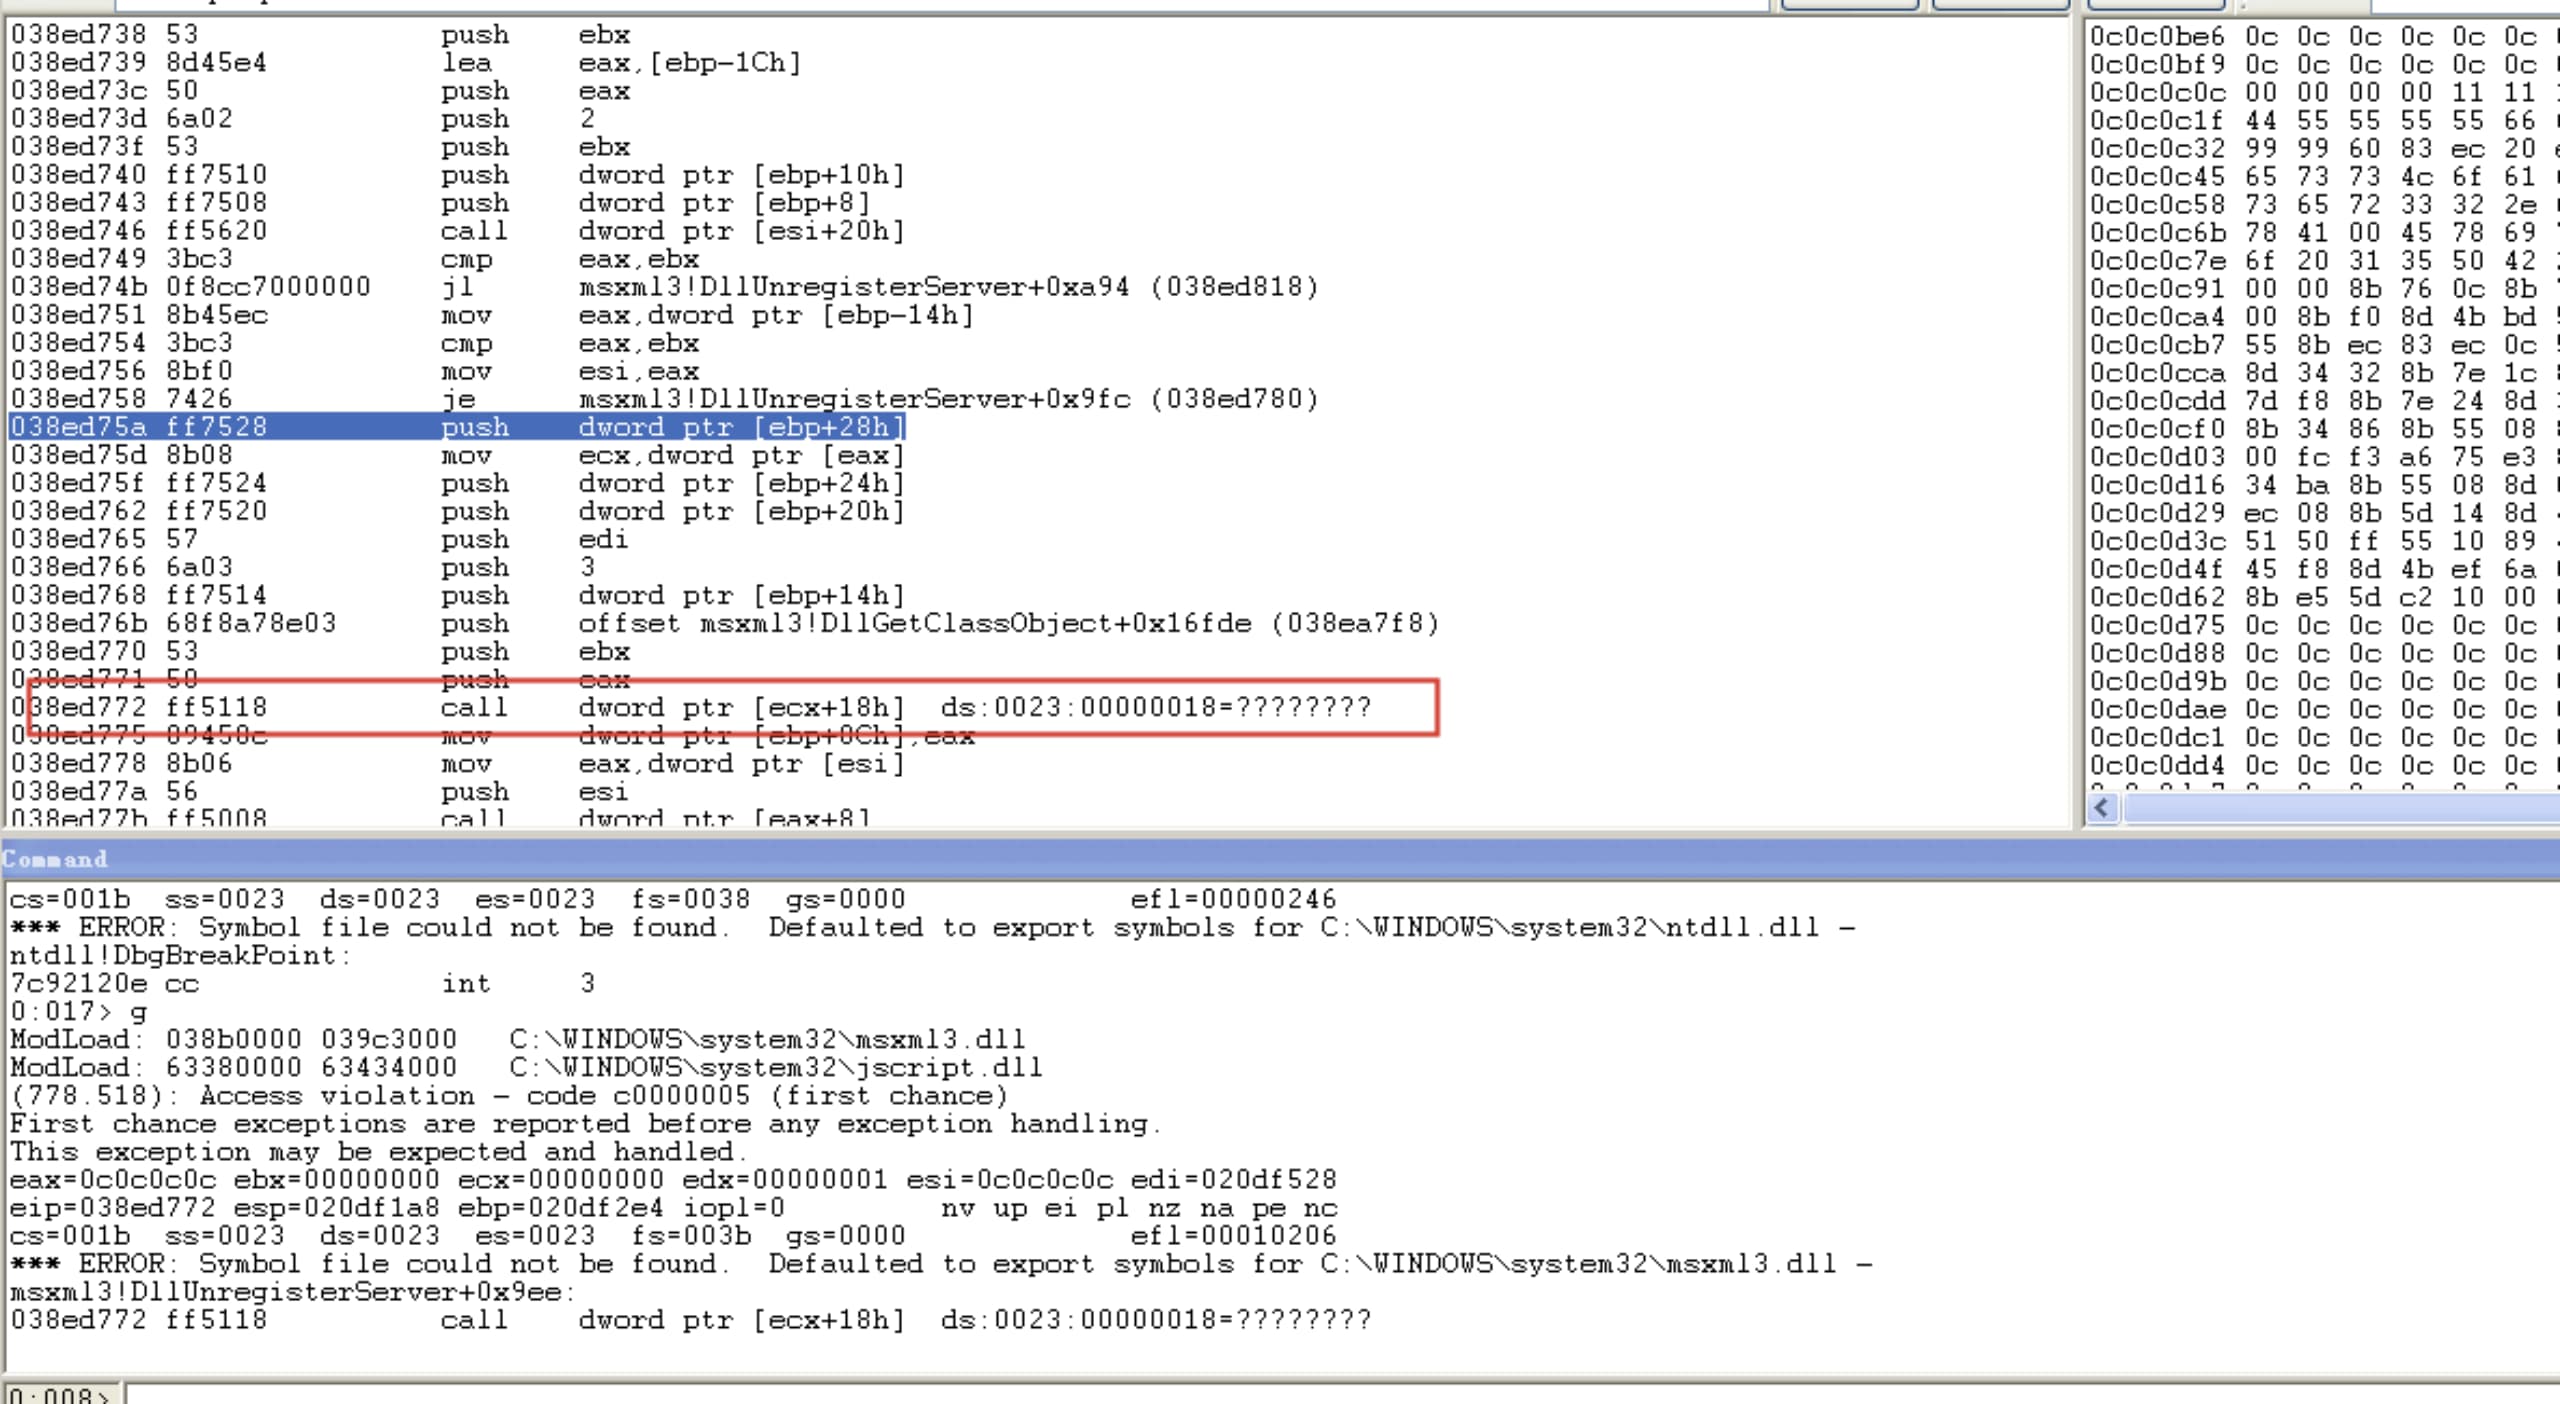 038ed738 53 push ebx
038ed739 8d45e4 lea eax,[ebp-1Ch]
038ed73c 50 push eax
038ed73d 6a02 push 2
038ed73f 53 push ebx
038ed740 ff7510 push dword ptr [ebp+10h]
038ed743 ff7508 push dword ptr [ebp+8]
038ed746 ff5620 call dword ptr [esi+20h]
038ed749 3bc3 cmp eax,ebx
038ed74b 0f8cc7000000 jl msxml3!DllUnregisterServer+0xa94 (038ed818)
038ed751 8b45ec mov eax,dword ptr [ebp-14h]
038ed754 3bc3 cmp eax,ebx
038ed756 8bf0 mov esi,eax
038ed758 7426 je msxml3!DllUnregisterServer+0x9fc (038ed780)
038ed75a ff7528 push dword ptr [ebp+28h]
038ed75d 8b08 mov ecx,dword ptr [eax]
038ed75f ff7524 push dword ptr [ebp+24h]
038ed762 ff7520 push dword ptr [ebp+20h]
038ed765 57 push edi
038ed766 6a03 push 3
038ed768 ff7514 push dword ptr [ebp+14h]
038ed76b 68f8a78e03 push offset msxml3!DllGetClassObject+0x16fde (038ea7f8)
038ed770 53 push ebx
038ed771 50 push eax
038ed772 ff5118 call dword ptr [ecx+18h] ds:0023:00000018=????????
038ed775 89450c mov dword ptr [ebp+0Ch],eax
038ed778 8b06 mov eax,dword ptr [esi]
038ed77a 56 push esi
038ed77b ff5008 call dword ptr [eax+8]
0c0c0be6 0c 0c 0c 0c 0c 0c
0c0c0bf9 0c 0c 0c 0c 0c 0c
0c0c0c0c 00 00 00 00 11 11
0c0c0c1f 44 55 55 55 55 66
0c0c0c32 99 99 60 83 ec 20
0c0c0c45 65 73 73 4c 6f 61
0c0c0c58 73 65 72 33 32 2e
0c0c0c6b 78 41 00 45 78 69
0c0c0c7e 6f 20 31 35 50 42
0c0c0c91 00 00 8b 76 0c 8b
0c0c0ca4 00 8b f0 8d 4b bd
0c0c0cb7 55 8b ec 83 ec 0c
0c0c0cca 8d 34 32 8b 7e 1c
0c0c0cdd 7d f8 8b 7e 24 8d
0c0c0cf0 8b 34 86 8b 55 08
0c0c0d03 00 fc f3 a6 75 e3
0c0c0d16 34 ba 8b 55 08 8d
0c0c0d29 ec 08 8b 5d 14 8d
0c0c0d3c 51 50 ff 55 10 89
0c0c0d4f 45 f8 8d 4b ef 6a
0c0c0d62 8b e5 5d c2 10 00
0c0c0d75 0c 0c 0c 0c 0c 0c
0c0c0d88 0c 0c 0c 0c 0c 0c
0c0c0d9b 0c 0c 0c 0c 0c 0c
0c0c0dae 0c 0c 0c 0c 0c 0c
0c0c0dc1 0c 0c 0c 0c 0c 0c
0c0c0dd4 0c 0c 0c 0c 0c 0c
Command
cs=001b ss=0023 ds=0023 es=0023 fs=0038 gs=0000 efl=00000246
*** ERROR: Symbol file could not be found. Defaulted to export symbols for C:\WINDOWS\system32\ntdll.dll -
ntdll!DbgBreakPoint:
7c92120e cc int 3
0:017> g
ModLoad: 038b0000 039c3000 C:\WINDOWS\system32\msxml3.dll
ModLoad: 63380000 63434000 C:\WINDOWS\system32\jscript.dll
(778.518): Access violation - code c0000005 (first chance)
First chance exceptions are reported before any exception handling.
This exception may be expected and handled.
eax=0c0c0c0c ebx=00000000 ecx=00000000 edx=00000001 esi=0c0c0c0c edi=020df528
eip=038ed772 esp=020df1a8 ebp=020df2e4 iopl=0 nv up ei pl nz na pe nc
cs=001b ss=0023 ds=0023 es=0023 fs=003b gs=0000 efl=00010206
*** ERROR: Symbol file could not be found. Defaulted to export symbols for C:\WINDOWS\system32\msxml3.dll -
msxml3!DllUnregisterServer+0x9ee:
038ed772 ff5118 call dword ptr [ecx+18h] ds:0023:00000018=????????
0:008>